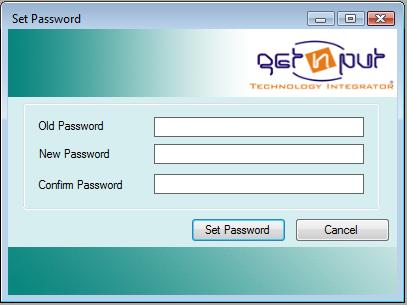 Set Password
get n put
TECHNOLOGY INTEGRATOR®
Old Password
New Password
Confirm Password
Set Password
Cancel